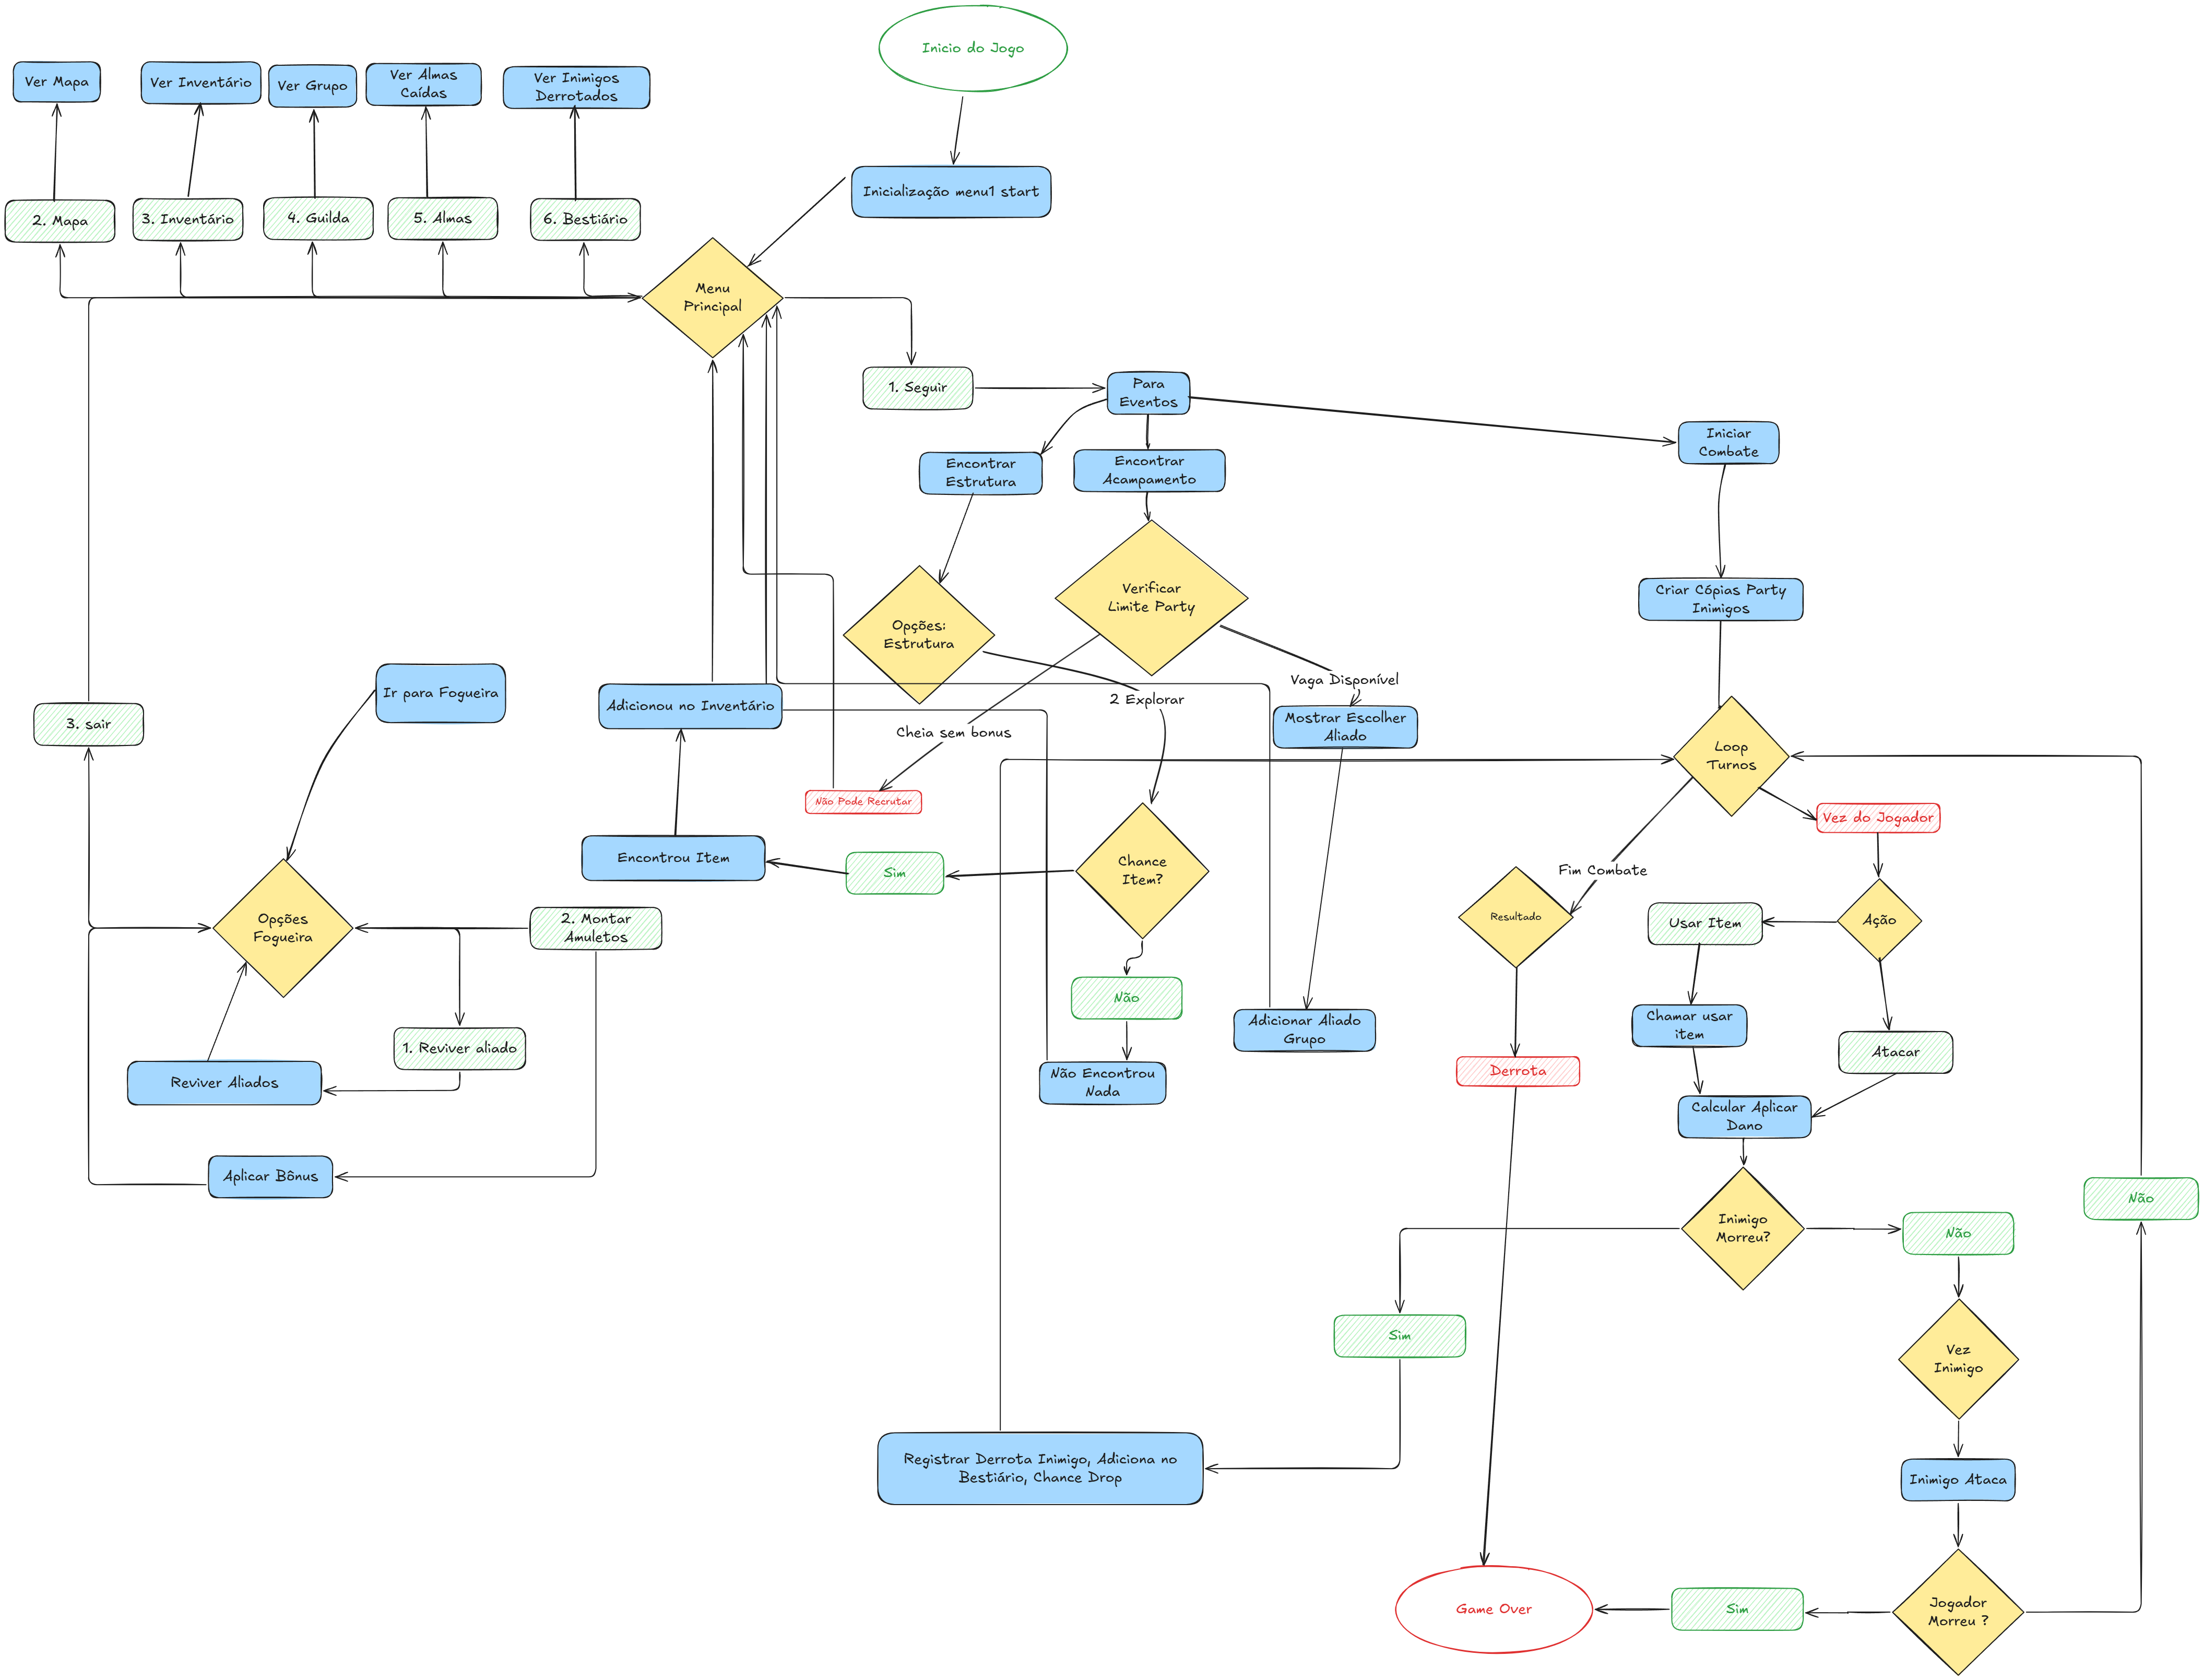 Inicio do Jogo
Ver Mapa
Ver Inventário
Ver Grupo
Ver Almas
Caídas
Ver Inimigos
Derrotados
Inicialização menu1 start
2. Mapa
3. Inventário
4. Guilda
5. Almas
6. Bestiário
Menu
Principal
1. Seguir
Para
Eventos
Encontrar
Estrutura
Encontrar
Acampamento
Iniciar
Combate
Verificar
Limite Party
Criar Cópias Party
Inimigos
Opções:
Estrutura
Vaga Disponível
2 Explorar
Ir para Fogueira
Adicionou no Inventário
3. sair
Cheia sem bonus
Mostrar Escolher
Aliado
Loop
Turnos
Não Pode Recrutar
Vez do Jogador
Encontrou Item
Sim
Chance
Item?
Fim Combate
Resultado
Usar Item
Ação
Opções
Fogueira
2. Montar
Amuletos
Não
Adicionar Aliado
Grupo
Chamar usar
item
Atacar
1. Reviver aliado
Reviver Aliados
Não Encontrou
Nada
Derrota
Calcular Aplicar
Dano
Aplicar Bônus
Não
Inimigo
Morreu?
Não
Sim
Vez
Inimigo
Registrar Derrota Inimigo, Adiciona no
Bestiário, Chance Drop
Inimigo Ataca
Game Over
Sim
Jogador
Morreu ?